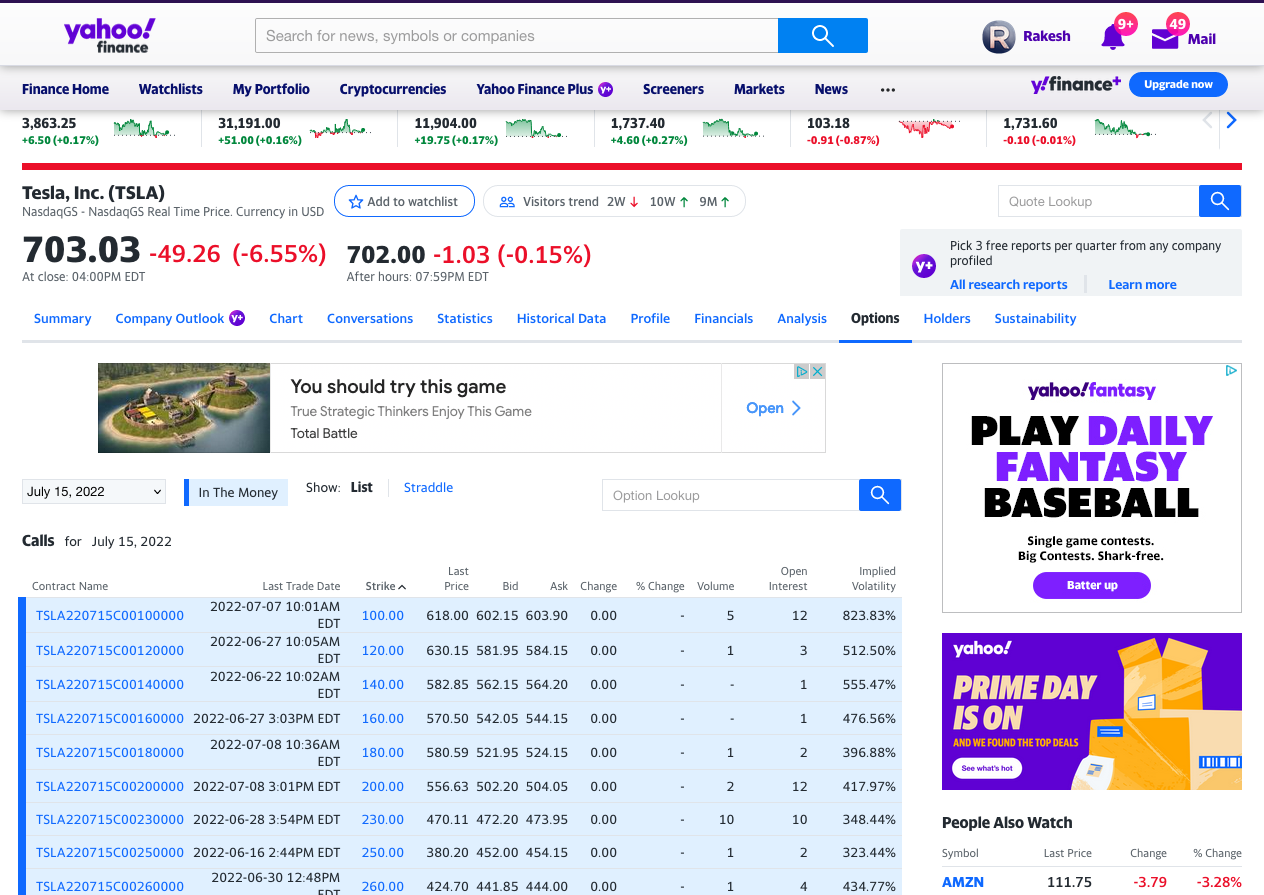 yahoo!
finance
Search for news, symbols or companies
R
Rakesh
9+
49
Mail
Finance Home
Watchlists
My Portfolio
Cryptocurrencies
Yahoo Finance Plus y+
Screeners
Markets
News
...
y!finance+
Upgrade now
3,863.25
+6.50 (+0.17%)
31,191.00
+51.00 (+0.16%)
11,904.00
+19.75 (+0.17%)
1,737.40
+4.60 (+0.27%)
103.18
-0.91 (-0.87%)
1,731.60
-0.10 (-0.01%)
Tesla, Inc. (TSLA)
NasdaqGS - NasdaqGS Real Time Price. Currency in USD
Add to watchlist
Visitors trend 2W ↓ 10W ↑ 9M ↑
Quote Lookup
703.03 -49.26 (-6.55%)
At close: 04:00PM EDT
702.00 -1.03 (-0.15%)
After hours: 07:59PM EDT
y+
Pick 3 free reports per quarter from any company
profiled
All research reports
Learn more
Summary
Company Outlook y+
Chart
Conversations
Statistics
Historical Data
Profile
Financials
Analysis
Options
Holders
Sustainability
You should try this game
True Strategic Thinkers Enjoy This Game
Total Battle
Open
July 15, 2022
In The Money
Show: List Straddle
Option Lookup
Calls for July 15, 2022
Contract Name Last Trade Date Strike Last Price Bid Ask Change % Change Volume Open Interest Implied Volatility
TSLA220715C00100000 2022-07-07 10:01AM EDT 100.00 618.00 602.15 603.90 0.00 - 5 12 823.83%
TSLA220715C00120000 2022-06-27 10:05AM EDT 120.00 630.15 581.95 584.15 0.00 - 1 3 512.50%
TSLA220715C00140000 2022-06-22 10:02AM EDT 140.00 582.85 562.15 564.20 0.00 - - 1 555.47%
TSLA220715C00160000 2022-06-27 3:03PM EDT 160.00 570.50 542.05 544.15 0.00 - - 1 476.56%
TSLA220715C00180000 2022-07-08 10:36AM EDT 180.00 580.59 521.95 524.15 0.00 - 1 2 396.88%
TSLA220715C00200000 2022-07-08 3:01PM EDT 200.00 556.63 502.20 504.05 0.00 - 2 12 417.97%
TSLA220715C00230000 2022-06-28 3:54PM EDT 230.00 470.11 472.20 473.95 0.00 - 10 10 348.44%
TSLA220715C00250000 2022-06-16 2:44PM EDT 250.00 380.20 452.00 454.15 0.00 - 1 2 323.44%
TSLA220715C00260000 2022-06-30 12:48PM EDT 260.00 424.70 441.85 444.00 0.00 - 1 4 434.77%
yahoo!fantasy
PLAY DAILY
FANTASY
BASEBALL
Single game contests.
Big Contests. Shark-free.
Batter up
yahoo!
PRIME DAY
IS ON
AND WE FOUND THE TOP DEALS
See what's hot
People Also Watch
Symbol Last Price Change % Change
AMZN 111.75 -3.79 -3.28%